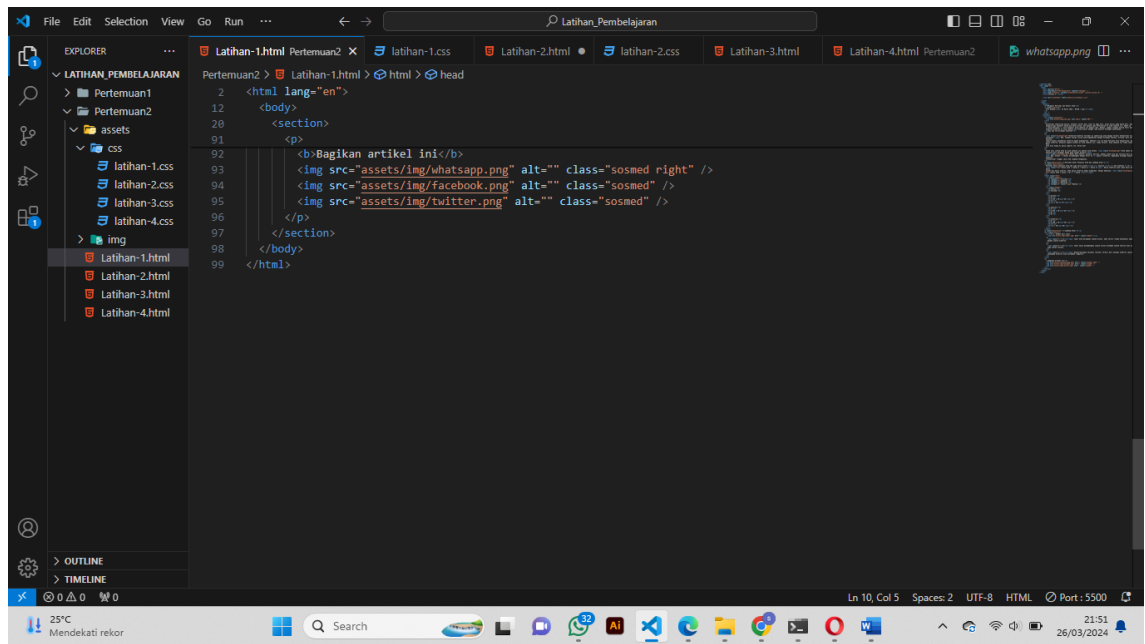 File Edit Selection View Go Run ··· ← → Latihan_Pembelajaran
EXPLORER ···
Latihan-1.html Pertemuan2 × latihan-1.css Latihan-2.html ● latihan-2.css Latihan-3.html Latihan-4.html Pertemuan2 whatsapp.png ···
LATIHAN_PEMBELAJARAN
Pertemuan1
Pertemuan2
assets
css
latihan-1.css
latihan-2.css
latihan-3.css
latihan-4.css
img
Latihan-1.html
Latihan-2.html
Latihan-3.html
Latihan-4.html
OUTLINE
TIMELINE
Pertemuan2 > Latihan-1.html > html > head
2 <html lang="en">
12 <body>
20 <section>
91 <p>
92 <b>Bagikan artikel ini</b>
93 <img src="assets/img/whatsapp.png" alt="" class="sosmed right" />
94 <img src="assets/img/facebook.png" alt="" class="sosmed" />
95 <img src="assets/img/twitter.png" alt="" class="sosmed" />
96 </p>
97 </section>
98 </body>
99 </html>
1
1
0 0 0 Ln 10, Col 5 Spaces: 2 UTF-8 HTML Port : 5500
25°C
Mendekati rekor
Search
32
Ai
21:51
26/03/2024